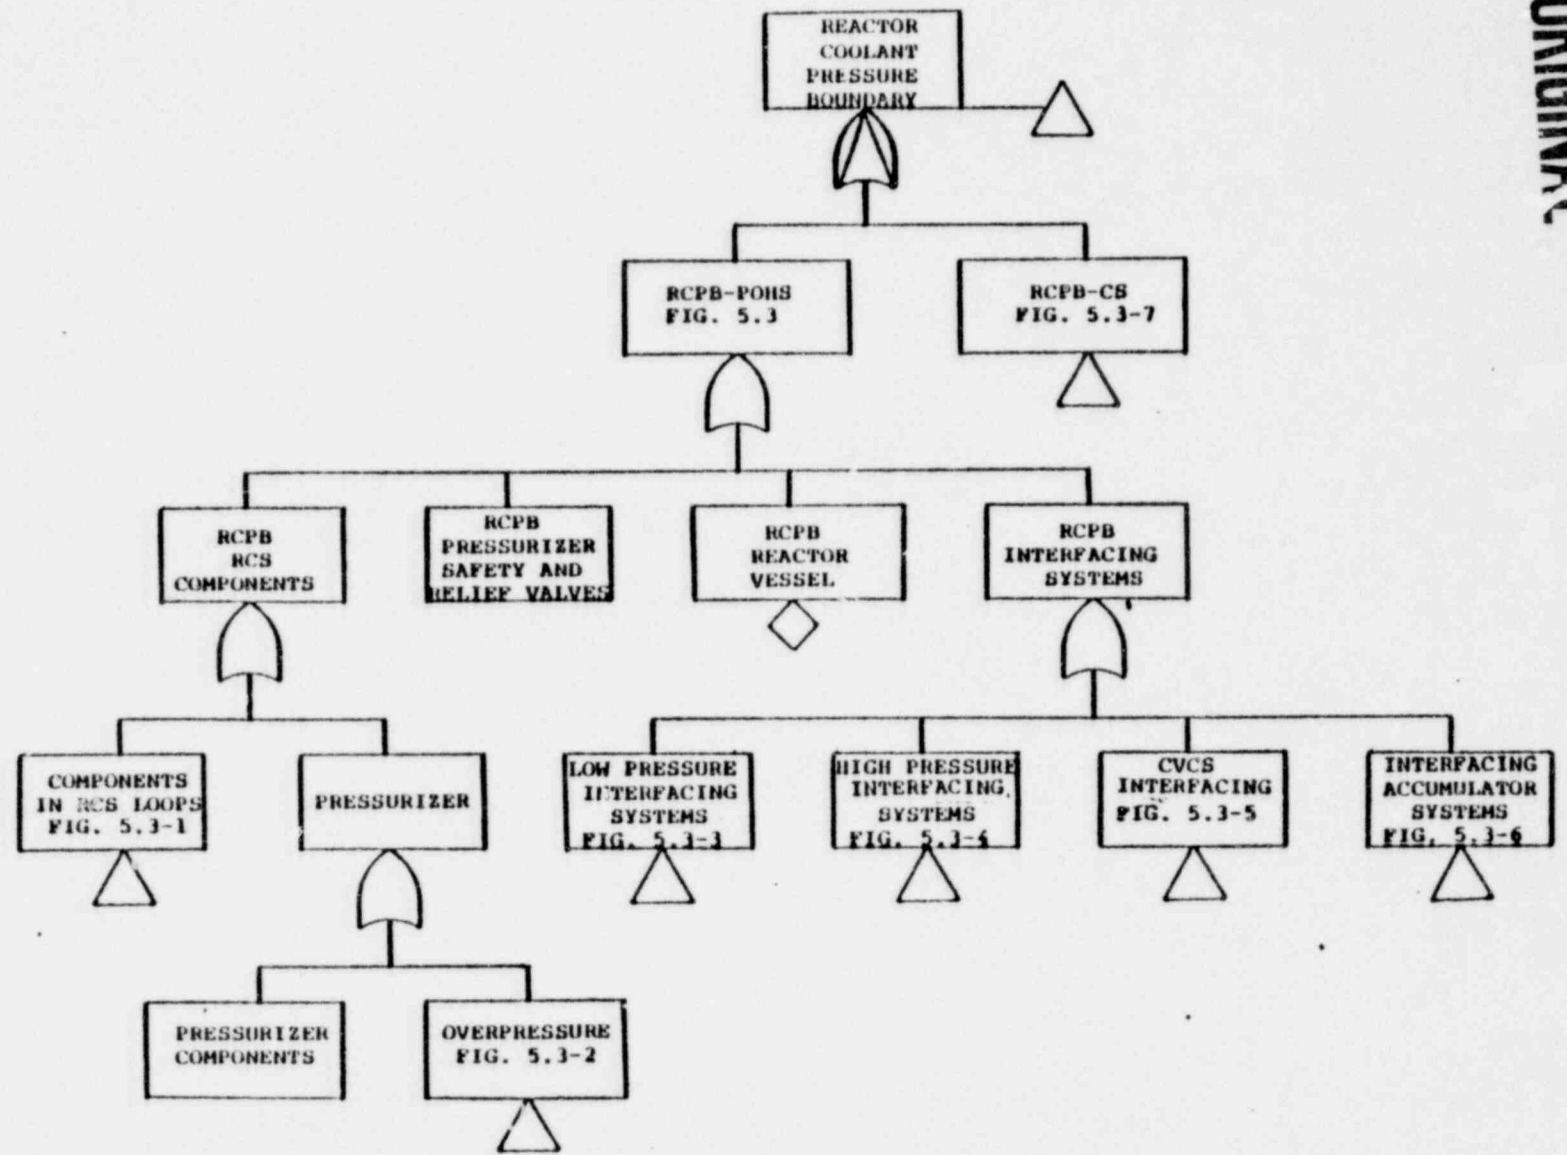 ORIGINAL
REACTOR
COOLANT
PRESSURE
BOUNDARY
RCPB-POHS
FIG. 5.3
RCPB-CS
FIG. 5.3-7
RCPB
RCS
COMPONENTS
RCPB
PRESSURIZER
SAFETY AND
RELIEF VALVES
RCPB
REACTOR
VESSEL
RCPB
INTERFACING
SYSTEMS
COMPONENTS
IN RCS LOOPS
FIG. 5.3-1
PRESSURIZER
LOW PRESSURE
INTERFACING
SYSTEMS
FIG. 5.3-3
HIGH PRESSURE
INTERFACING
SYSTEMS
FIG. 5.3-4
CVCS
INTERFACING
FIG. 5.3-5
INTERFACING
ACCUMULATOR
SYSTEMS
FIG. 5.3-6
PRESSURIZER
COMPONENTS
OVERPRESSURE
FIG. 5.3-2